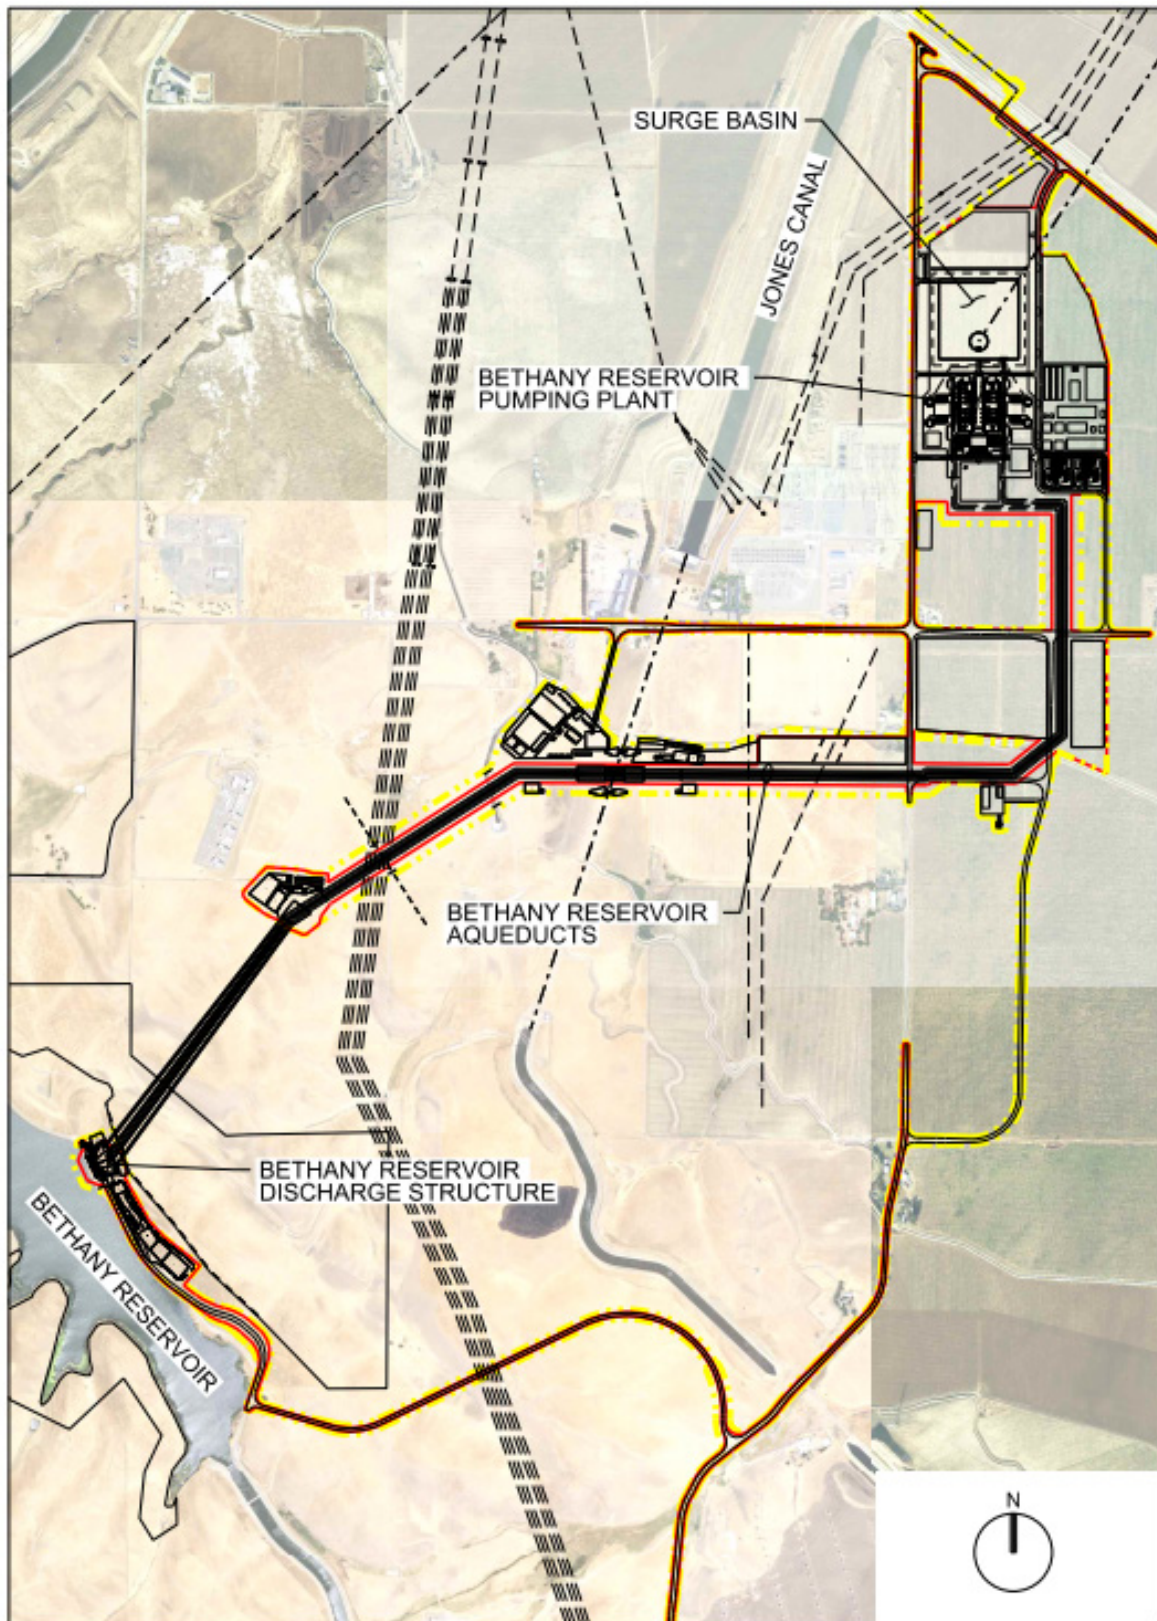 SURGE BASIN
JONES CANAL
BETHANY RESERVOIR
PUMPING PLANT
BETHANY RESERVOIR
AQUEDUCTS
BETHANY RESERVOIR
DISCHARGE STRUCTURE
BETHANY RESERVOIR
N